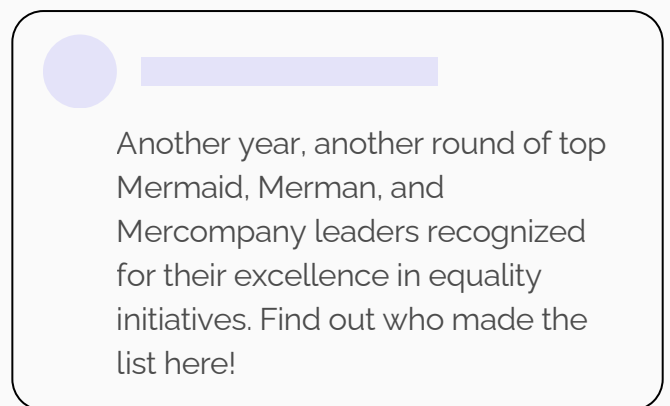 Another year, another round of top
Mermaid, Merman, and
Mercompany leaders recognized
for their excellence in equality
initiatives. Find out who made the
list here!